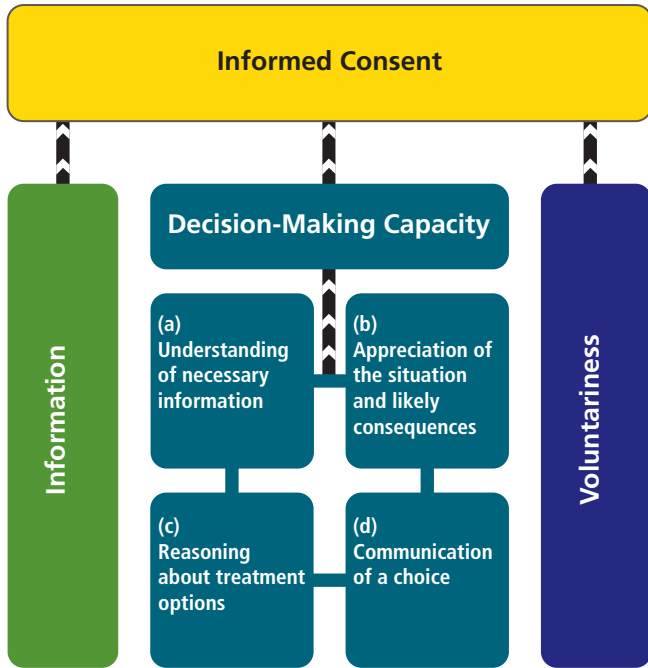 Informed Consent
Information
Decision-Making Capacity
(a)
Understanding
of necessary
information
(b)
Appreciation of
the situation
and likely
consequences
(c)
Reasoning
about treatment
options
(d)
Communication
of a choice
Voluntariness